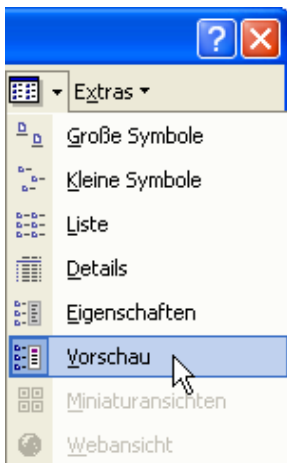 ?
Extras
Große Symbole
Kleine Symbole
Liste
Details
Eigenschaften
Vorschau
Miniaturansichten
Webansicht